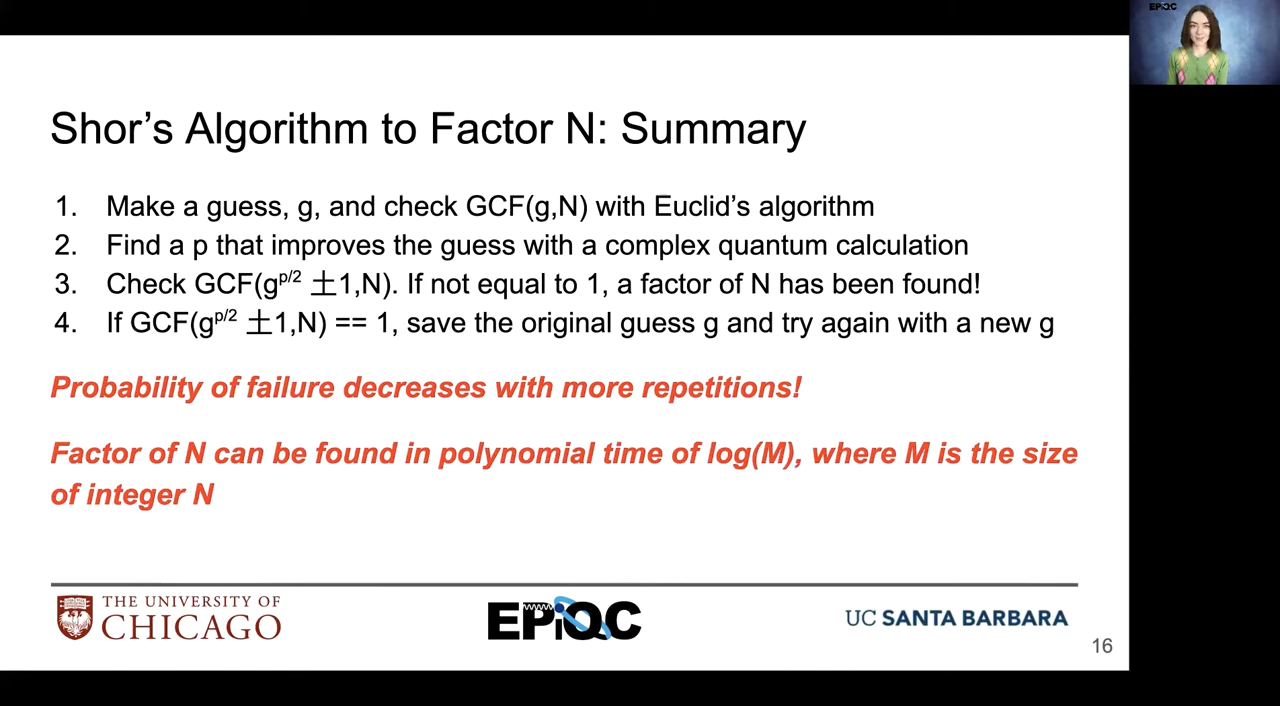 EPiQC
Shor's Algorithm to Factor N: Summary
1. Make a guess, g, and check GCF(g,N) with Euclid's algorithm
2. Find a p that improves the guess with a complex quantum calculation
3. Check GCF(g^p/2 土1,N). If not equal to 1, a factor of N has been found!
4. If GCF(g^p/2 土1,N) == 1, save the original guess g and try again with a new g
Probability of failure decreases with more repetitions!
Factor of N can be found in polynomial time of log(M), where M is the size
of integer N
THE UNIVERSITY OF
CHICAGO
EPiQC
UC SANTA BARBARA
16